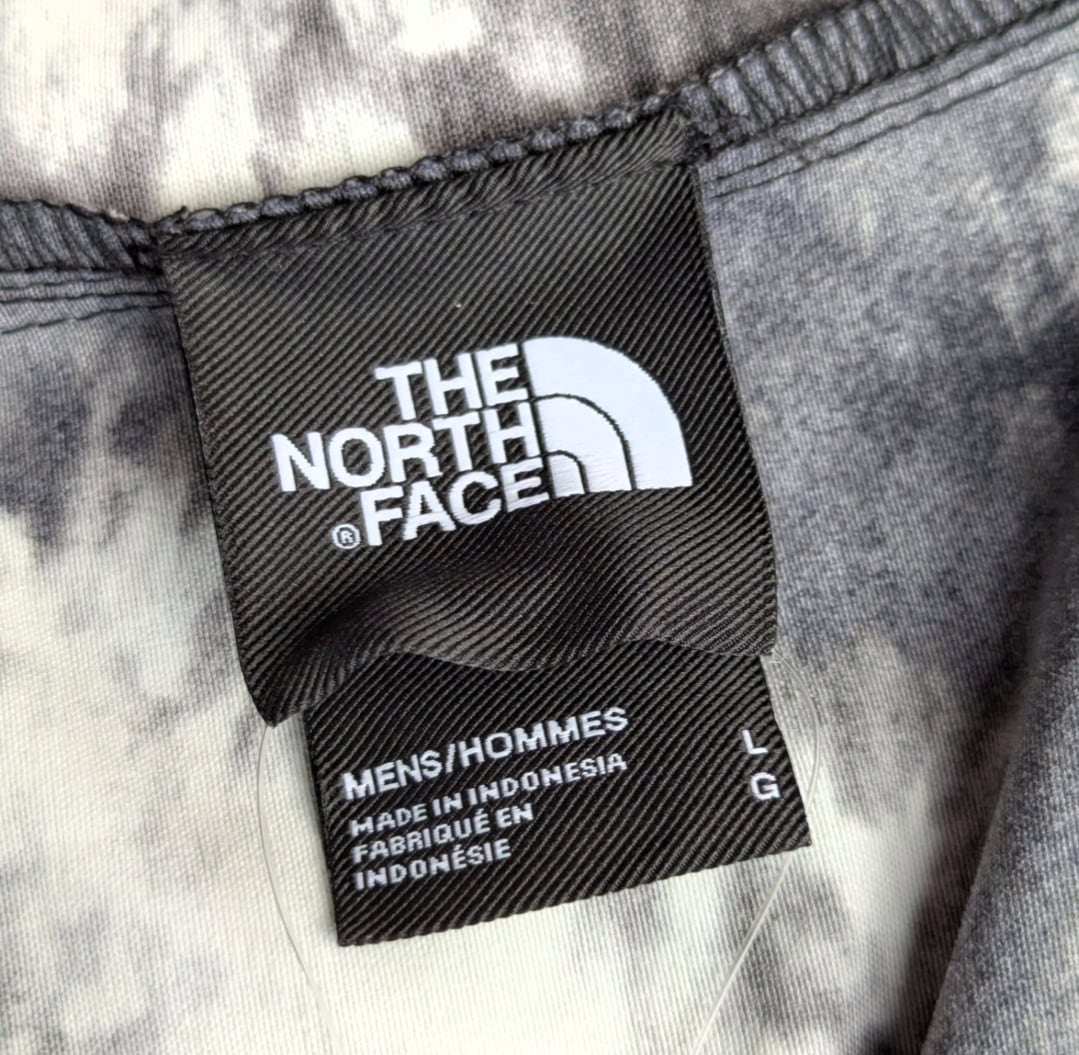 THE
NORTH
®FACE
MENS/HOMMES
MADE IN INDONESIA
FABRIQUÉ EN
INDONÉSIE
L
G